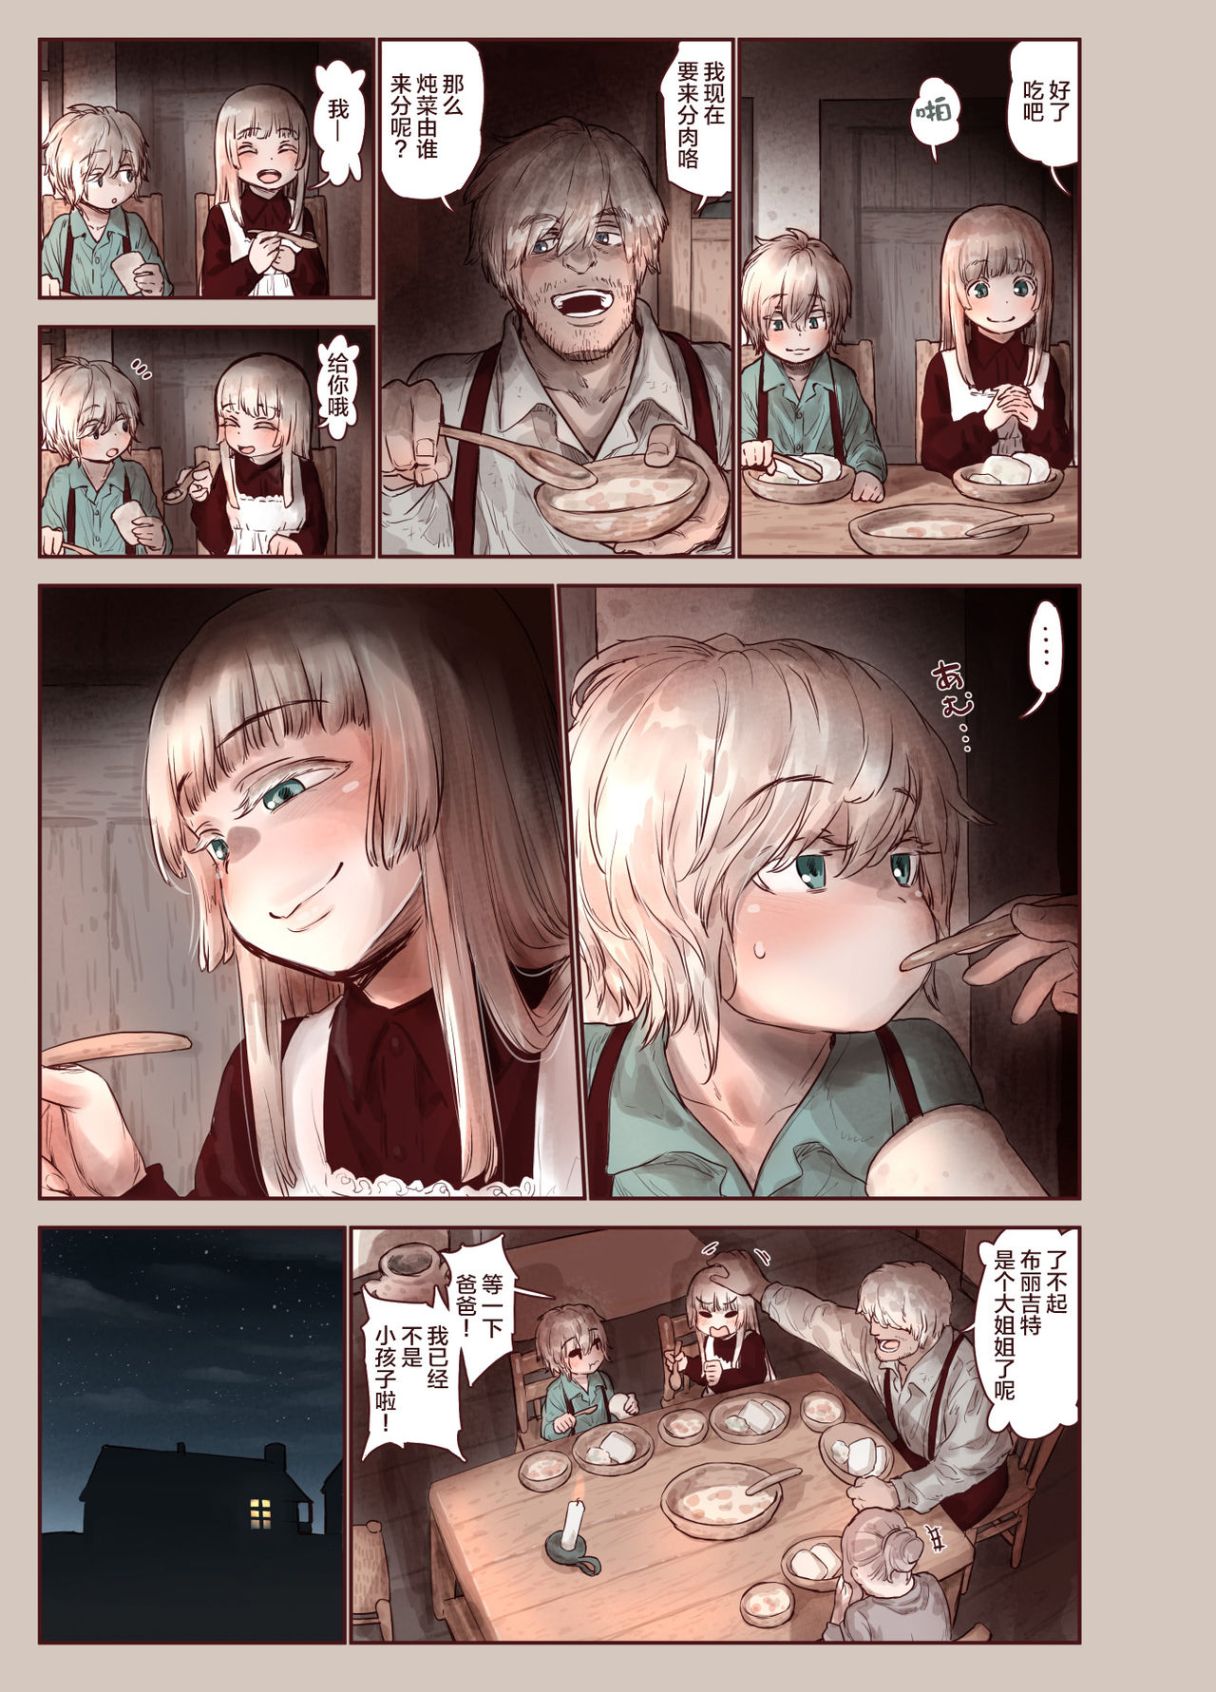 好了
吃吧
啪
我现在
要来分肉咯
那么
炖菜由谁
来分呢？
我—
给你哦
····
あむ…
了不起
布丽吉特
是个大姐姐了呢
等一下
爸爸！
我已经
不是
小孩子啦！